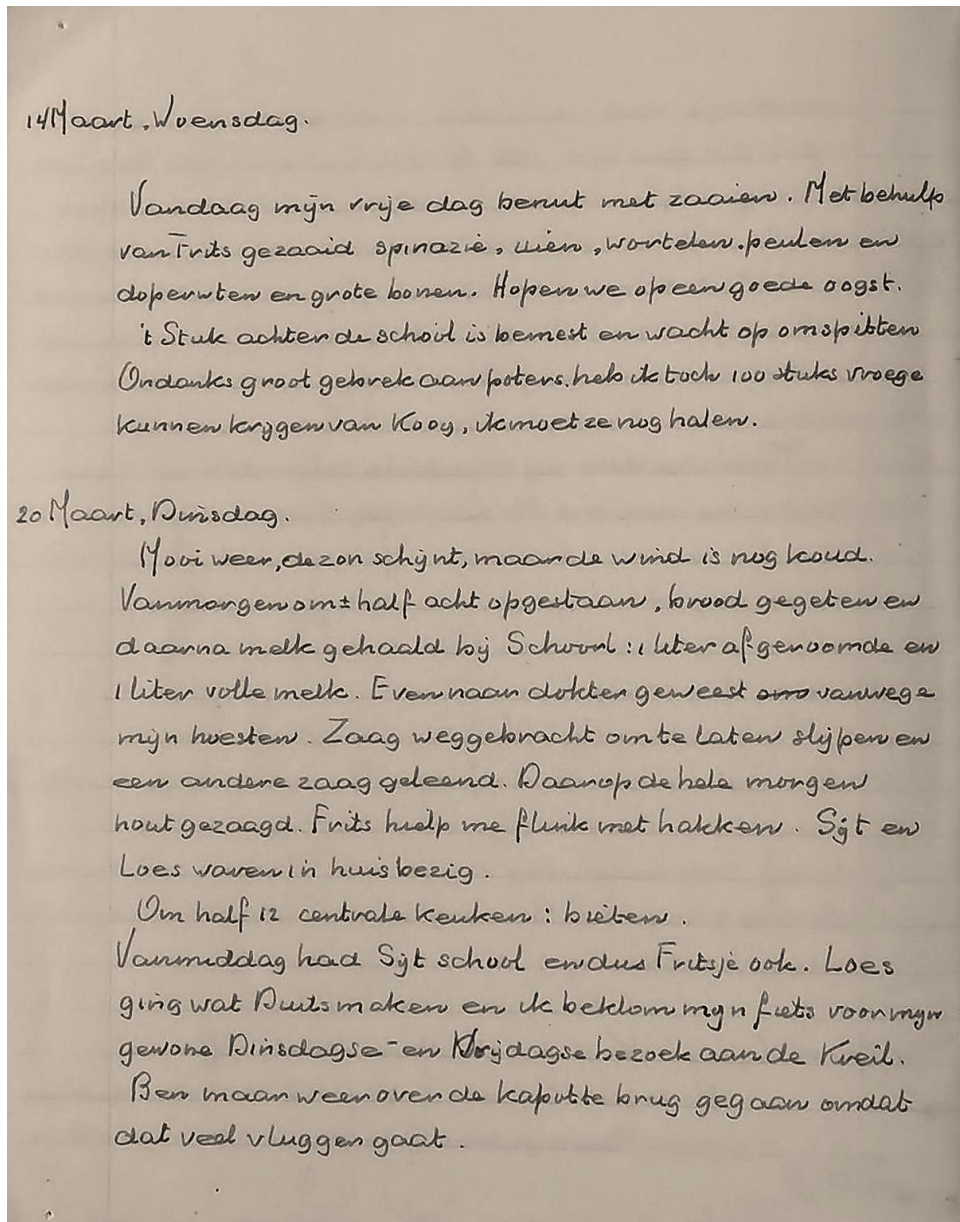 14 Maart, Woensdag.
Vandaag mijn vrije dag benut met zaaien. Met behulp
van Frits gezaaid spinazie, uien, wortelen. peulen en
doperwten en grote bonen. Hopen we op een goede oogst.
't Stuk achter de school is bemest en wacht op omspitten
Ondanks groot gebrek aan poters. heb ik toch 100 stuks vroege
kunnen krijgen van Kooy, ik moet ze nog halen.
20 Maart, Dinsdag.
Mooi weer, de zon schijnt, maar de wind is nog koud.
Vanmorgen om ± half acht opgestaan, brood gegeten en
daarna melk gehaald bij Schoorl : 1 liter afgeroomde en
1 liter volle melk. Even naar dokter geweest om vanwege
mijn hoesten. Zaag weggebracht om te laten slijpen en
een andere zaag geleend. Daarop de hele morgen
hout gezaagd. Frits hielp me flink met hakken. Sijt en
Loes waren in huis bezig.
Om half 12 centrale keuken : bieten.
Vanmiddag had Sijt school en dus Fritsje ook. Loes
ging wat Duits maken en ik beklom mijn fiets voor mijn
gewone Dinsdagse- en Vrijdagse bezoek aan de Kreil.
Ben maar weer over de kapotte brug gegaan omdat
dat veel vlugger gaat.